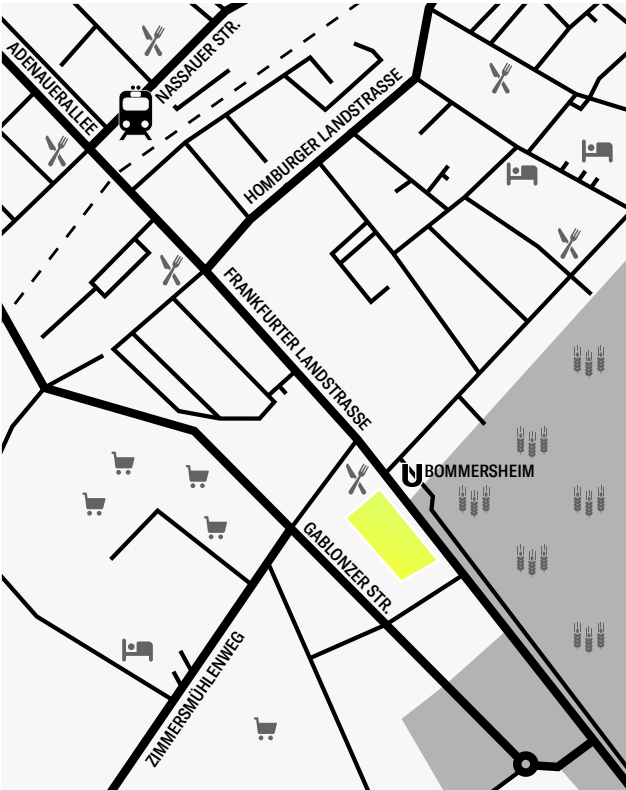 ADENAUERALLEE
NASSAUER STR.
HOMBURGER LANDSTRASSE
FRANKFURTER LANDSTRASSE
U BOMMERSHEIM
GABLONZER STR.
ZIMMERSMÜHLENWEG